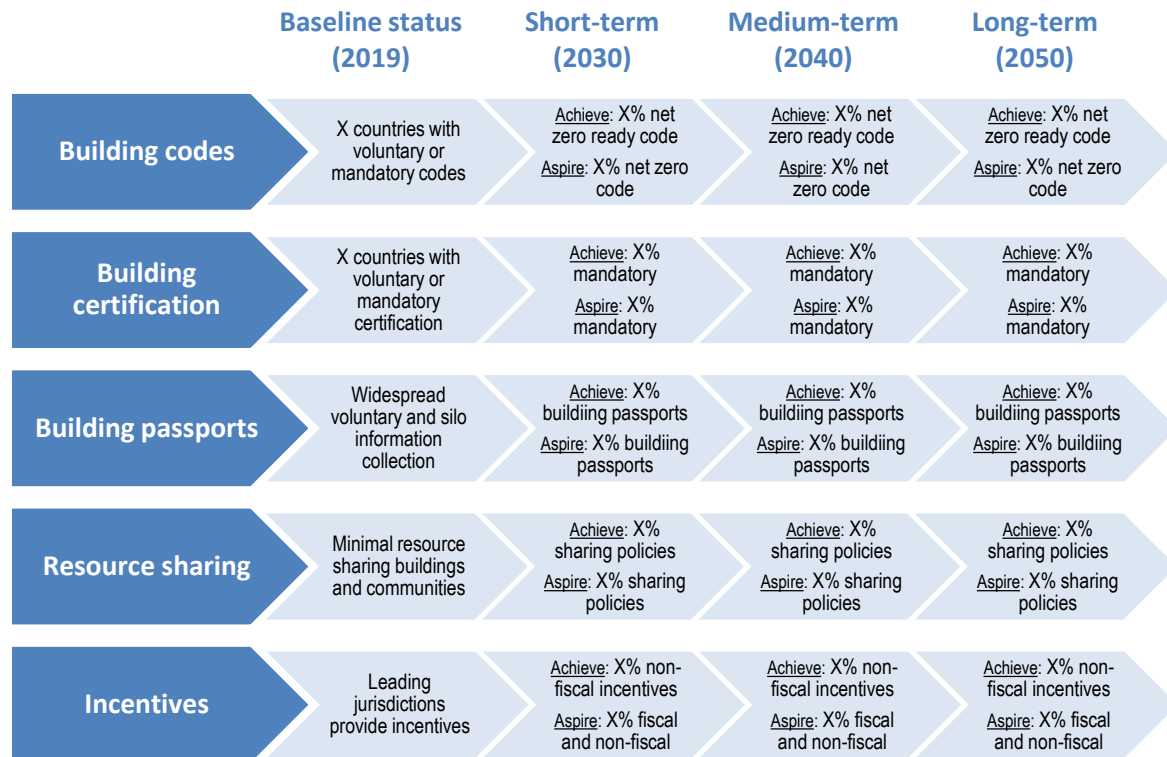 Baseline status
(2019)
Short-term
(2030)
Medium-term
(2040)
Long-term
(2050)
Building codes
X countries with
voluntary or
mandatory codes
Achieve: X% net
zero ready code
Aspire: X% net zero
code
Achieve: X% net
zero ready code
Aspire: X% net
zero code
Achieve: X% net
zero ready code
Aspire: X% net zero
code
Building
certification
X countries with
voluntary or
mandatory
certification
Achieve: X%
mandatory
Aspire: X%
mandatory
Achieve: X%
mandatory
Aspire: X%
mandatory
Achieve: X%
mandatory
Aspire: X%
mandatory
Building passports
Widespread
voluntary and silo
information
collection
Achieve: X%
buildiing passports
Aspire: X% buildiing
passports
Achieve: X%
buildiing passports
Aspire: X% buildiing
passports
Achieve: X%
buildiing passports
Aspire: X% buildiing
passports
Resource sharing
Minimal resource
sharing buildings
and communities
Achieve: X%
sharing policies
Aspire: X% sharing
policies
Achieve: X%
sharing policies
Aspire: X% sharing
policies
Achieve: X%
sharing policies
Aspire: X% sharing
policies
Incentives
Leading
jurisdictions
provide incentives
Achieve: X% non-
fiscal incentives
Aspire: X% fiscal
and non-fiscal
Achieve: X% non-
fiscal incentives
Aspire: X% fiscal
and non-fiscal
Achieve: X% non-
fiscal incentives
Aspire: X% fiscal
and non-fiscal